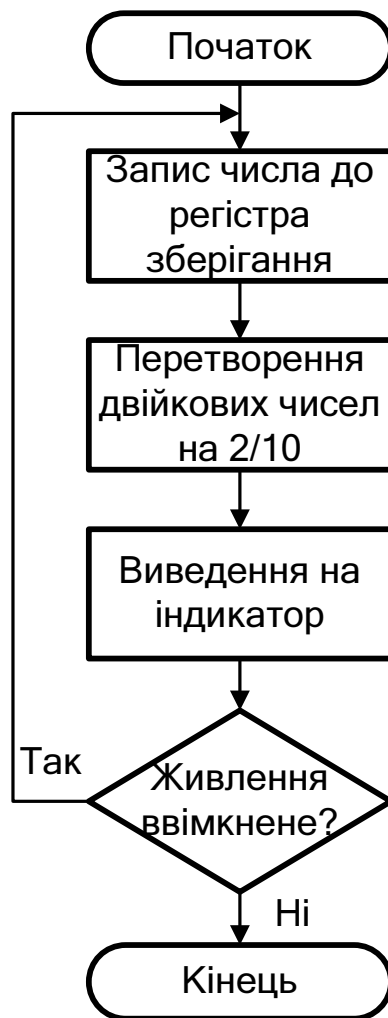 Початок
Запис числа до
регістра
зберігання
Перетворення
двійкових чисел
на 2/10
Виведення на
індикатор
Так
Живлення
ввімкнене?
Ні
Кінець